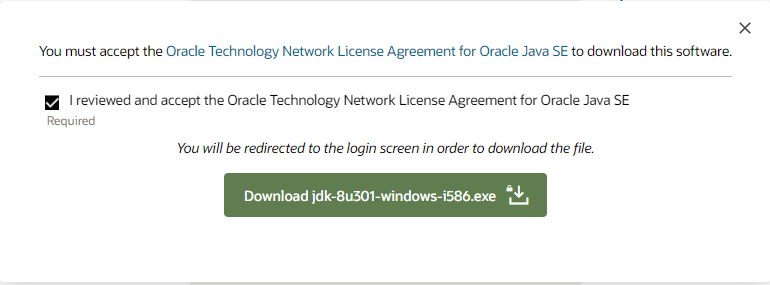 You must accept the Oracle Technology Network License Agreement for Oracle Java SE to download this software.
I reviewed and accept the Oracle Technology Network License Agreement for Oracle Java SE
Required
You will be redirected to the login screen in order to download the file.
Download jdk-8u301-windows-i586.exe